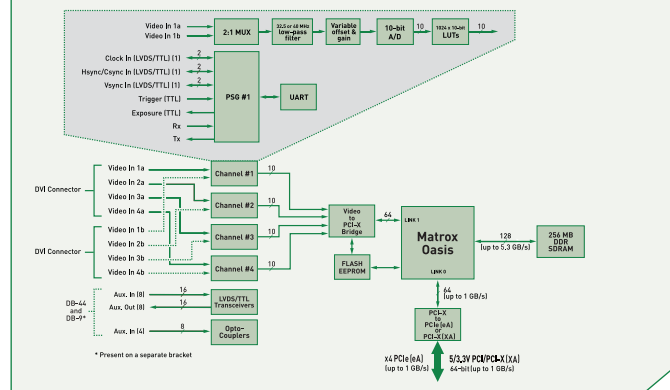 Video In 1a
Video In 1b
2:1 MUX
32.5 or 40 MHz
low-pass
filter
Variable
offset &
gain
10-bit
A/D
10
1024 x 10-bit
LUTs
10
Clock In (LVDS/TTL) (1)
2
Hsync/Csync In (LVDS/TTL) (1)
2
Vsync In (LVDS/TTL) (1)
2
Trigger (TTL)
Exposure (TTL)
Rx
Tx
PSG #1
UART
DVI Connector
Video In 1a
Video In 2a
Video In 3a
Video In 4a
DVI Connector
Video In 1b
Video In 2b
Video In 3b
Video In 4b
Channel #1
10
Channel #2
10
Channel #3
10
Channel #4
10
Video
to
PCI-X
Bridge
64
FLASH
EEPROM
LINK 1
Matrox
Oasis
LINK 0
128
(up to 5.3 GB/s)
256 MB
DDR
SDRAM
64
(up to 1 GB/s)
PCI-X
to
PCIe (eA)
or
PCI-X (XA)
x4 PCIe (eA)
(up to 1 GB/s)
5/3.3V PCI/PCI-X (XA)
64-bit (up to 1 GB/s)
DB-44
and
DB-9*
Aux. In (8)
16
Aux. Out (8)
16
LVDS/TTL
Transceivers
Aux. In (4)
8
Opto-
Couplers
* Present on a separate bracket